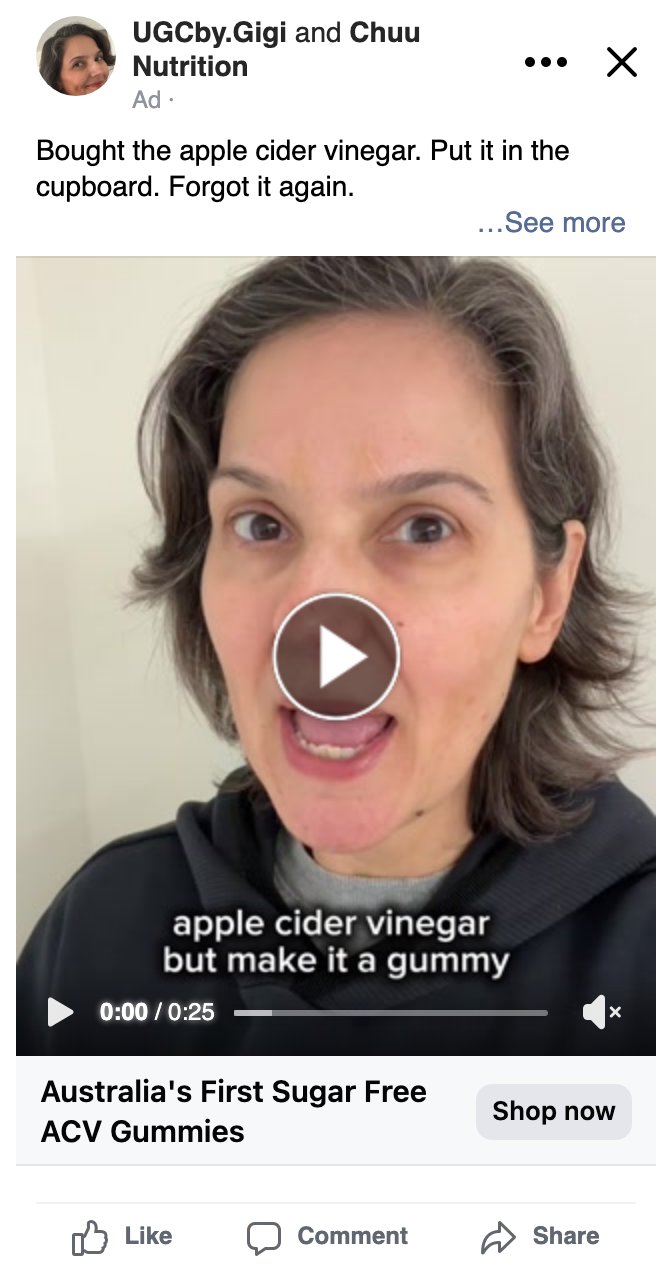 UGCby.Gigi and Chuu
Nutrition
Ad ·
Bought the apple cider vinegar. Put it in the
cupboard. Forgot it again.
...See more
apple cider vinegar
but make it a gummy
0:00 / 0:25
Australia's First Sugar Free
ACV Gummies
Shop now
Like
Comment
Share